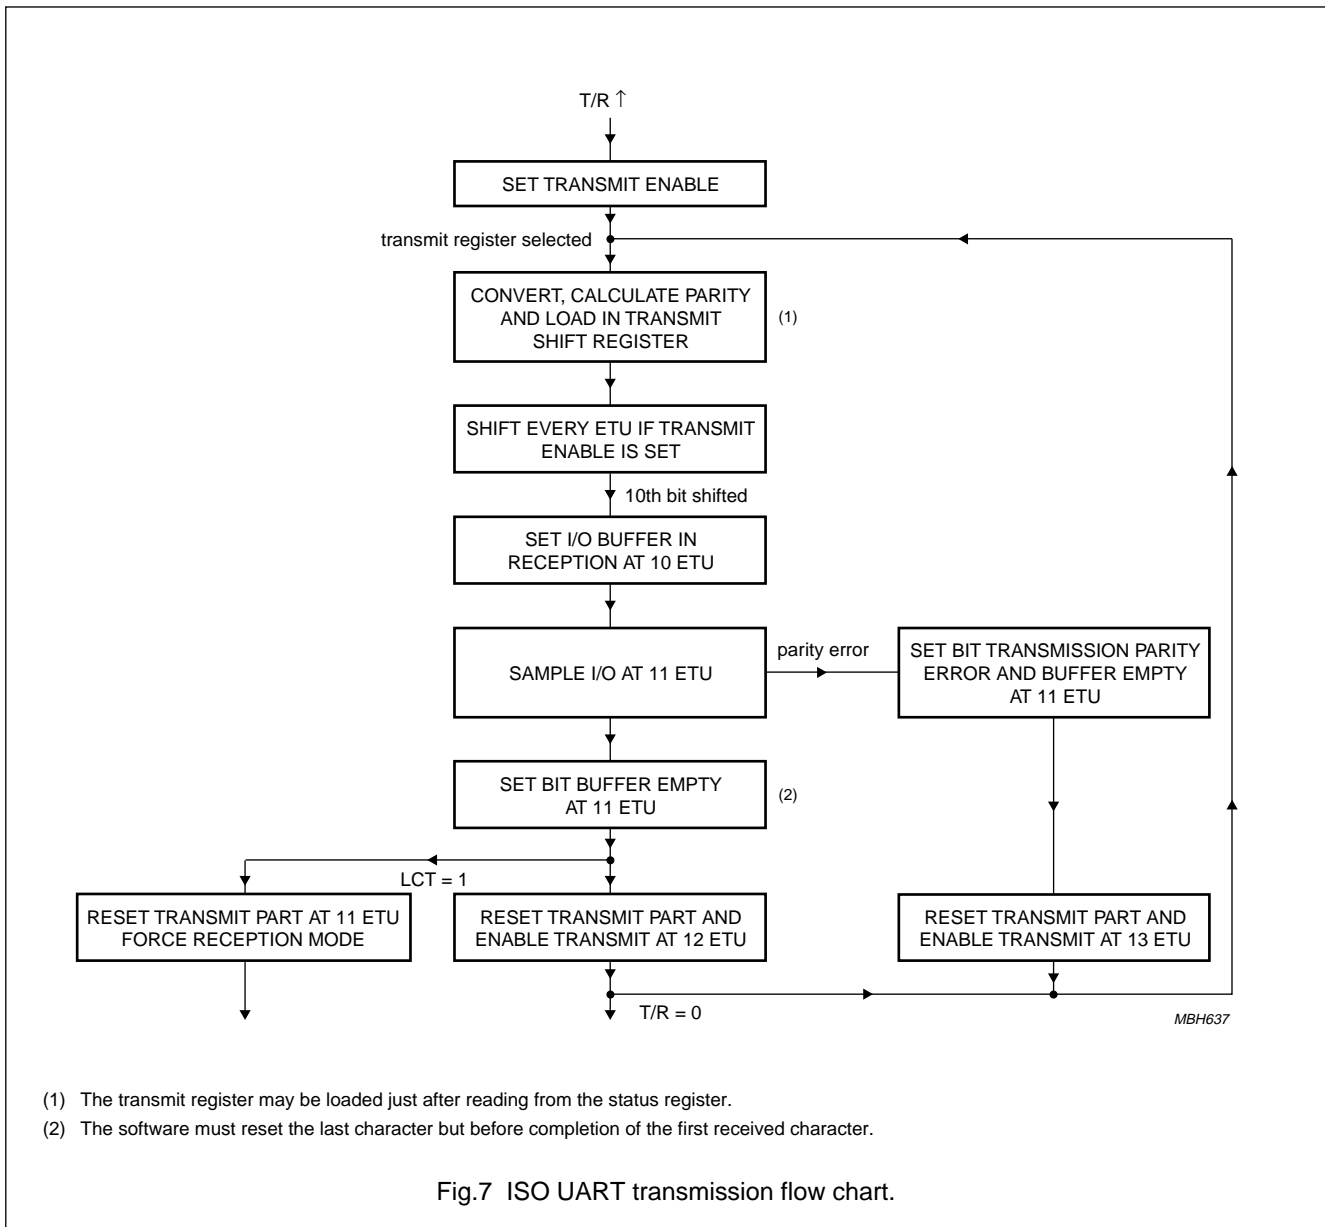 T/R ↑
SET TRANSMIT ENABLE
transmit register selected
CONVERT, CALCULATE PARITY
AND LOAD IN TRANSMIT
SHIFT REGISTER
(1)
SHIFT EVERY ETU IF TRANSMIT
ENABLE IS SET
10th bit shifted
SET I/O BUFFER IN
RECEPTION AT 10 ETU
SAMPLE I/O AT 11 ETU
parity error
SET BIT TRANSMISSION PARITY
ERROR AND BUFFER EMPTY
AT 11 ETU
SET BIT BUFFER EMPTY
AT 11 ETU
(2)
LCT = 1
RESET TRANSMIT PART AT 11 ETU
FORCE RECEPTION MODE
RESET TRANSMIT PART AND
ENABLE TRANSMIT AT 12 ETU
RESET TRANSMIT PART AND
ENABLE TRANSMIT AT 13 ETU
T/R = 0
MBH637
(1) The transmit register may be loaded just after reading from the status register.
(2) The software must reset the last character but before completion of the first received character.
Fig.7 ISO UART transmission flow chart.